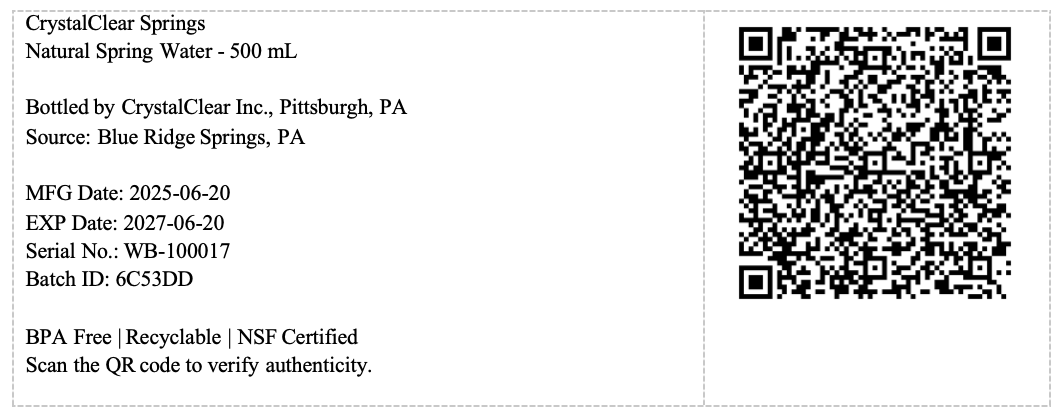 CrystalClear Springs
Natural Spring Water - 500 mL
Bottled by CrystalClear Inc., Pittsburgh, PA
Source: Blue Ridge Springs, PA
MFG Date: 2025-06-20
EXP Date: 2027-06-20
Serial No.: WB-100017
Batch ID: 6C53DD
BPA Free | Recyclable | NSF Certified
Scan the QR code to verify authenticity.